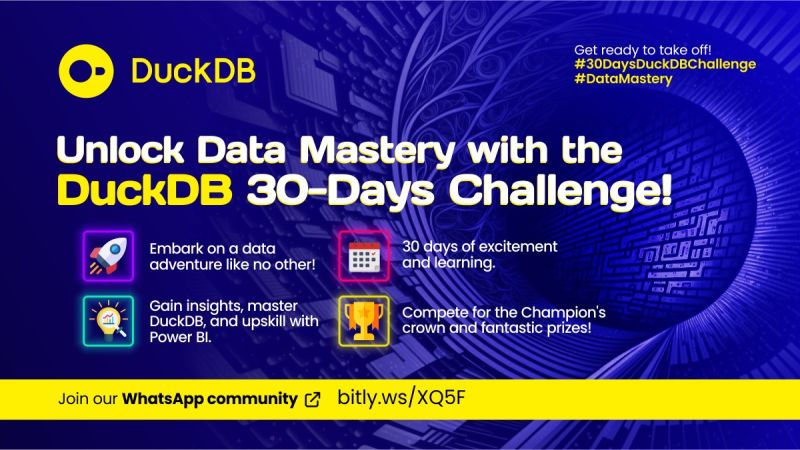 DuckDB
Get ready to take off!
#30DaysDuckDBChallenge
#DataMastery
Unlock Data Mastery with the
DuckDB 30-Days Challenge!
Embark on a data
adventure like no other!
30 days of excitement
and learning.
Gain insights, master
DuckDB, and upskill with
Power BI.
Compete for the Champion's
crown and fantastic prizes!
Join our WhatsApp community bitly.ws/XQ5F